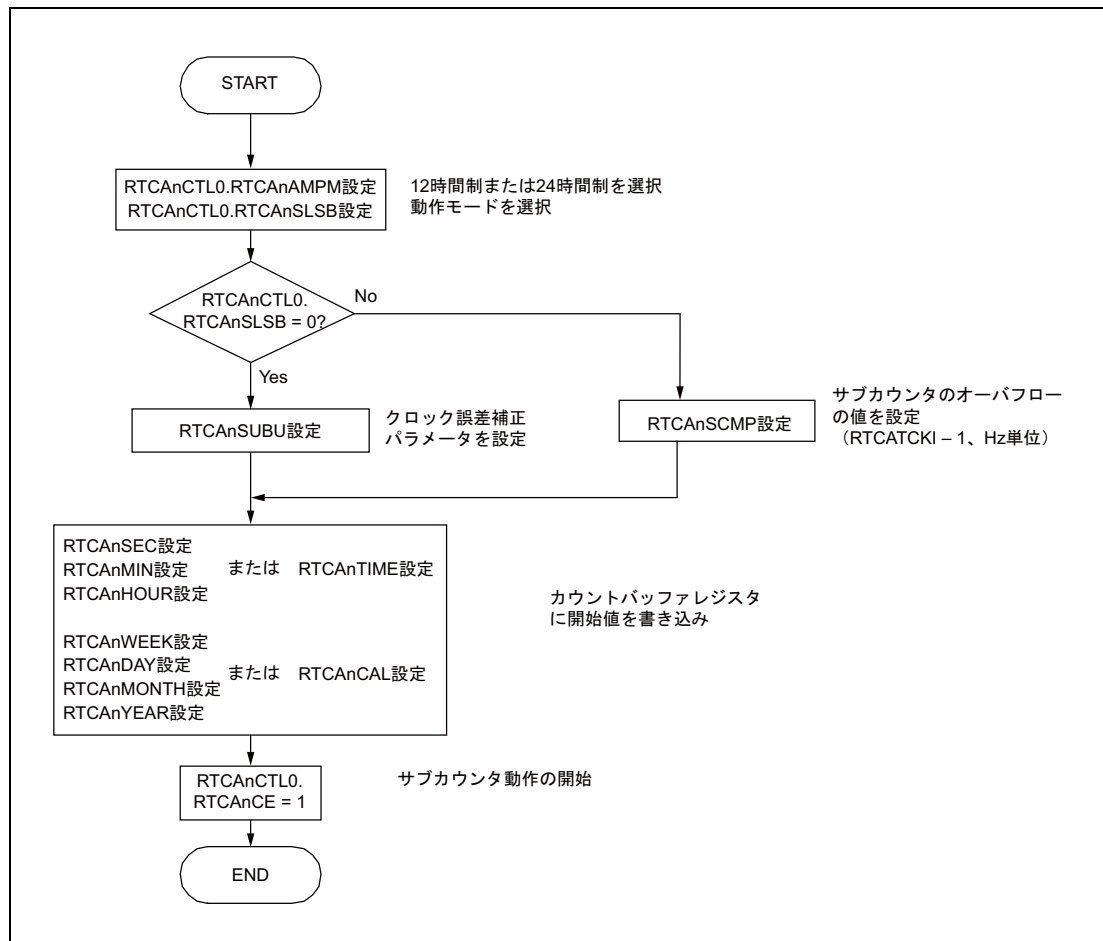 START
RTCAnCTL0.RTCAnAMPM設定
RTCAnCTL0.RTCAnSLSB設定
12時間制または24時間制を選択
動作モードを選択
RTCAnCTL0.
RTCAnSLSB = 0?
No
Yes
RTCAnSUBU設定
クロック誤差補正
パラメータを設定
RTCAnSCMP設定
サブカウンタのオーバフロー
の値を設定
（RTCATCKI – 1、Hz単位）
RTCAnSEC設定
RTCAnMIN設定 または RTCAnTIME設定
RTCAnHOUR設定
カウントバッファレジスタ
に開始値を書き込み
RTCAnWEEK設定
RTCAnDAY設定
または RTCAnCAL設定
RTCAnMONTH設定
RTCAnYEAR設定
RTCAnCTL0.
RTCAnCE = 1
サブカウンタ動作の開始
END